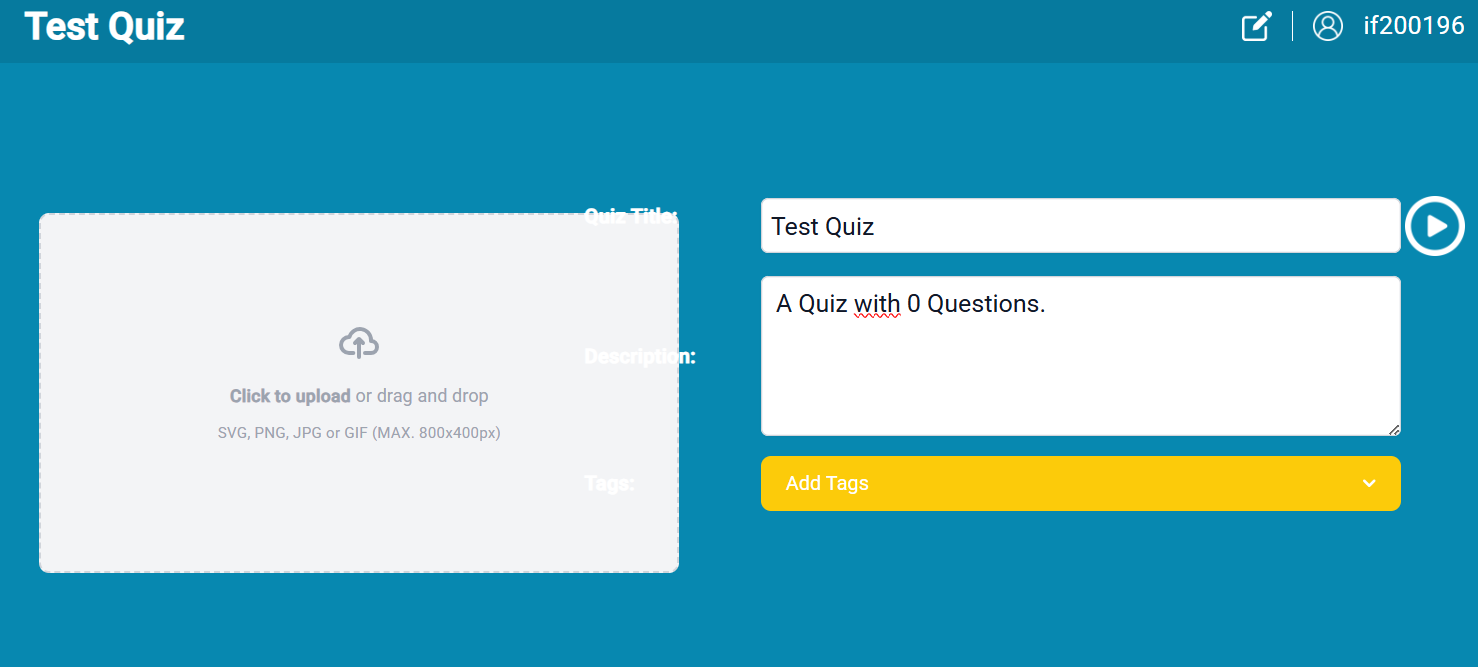 Test Quiz
if200196
Quiz Title:
Test Quiz
A Quiz with 0 Questions.
Description:
Click to upload or drag and drop
SVG, PNG, JPG or GIF (MAX. 800x400px)
Tags:
Add Tags